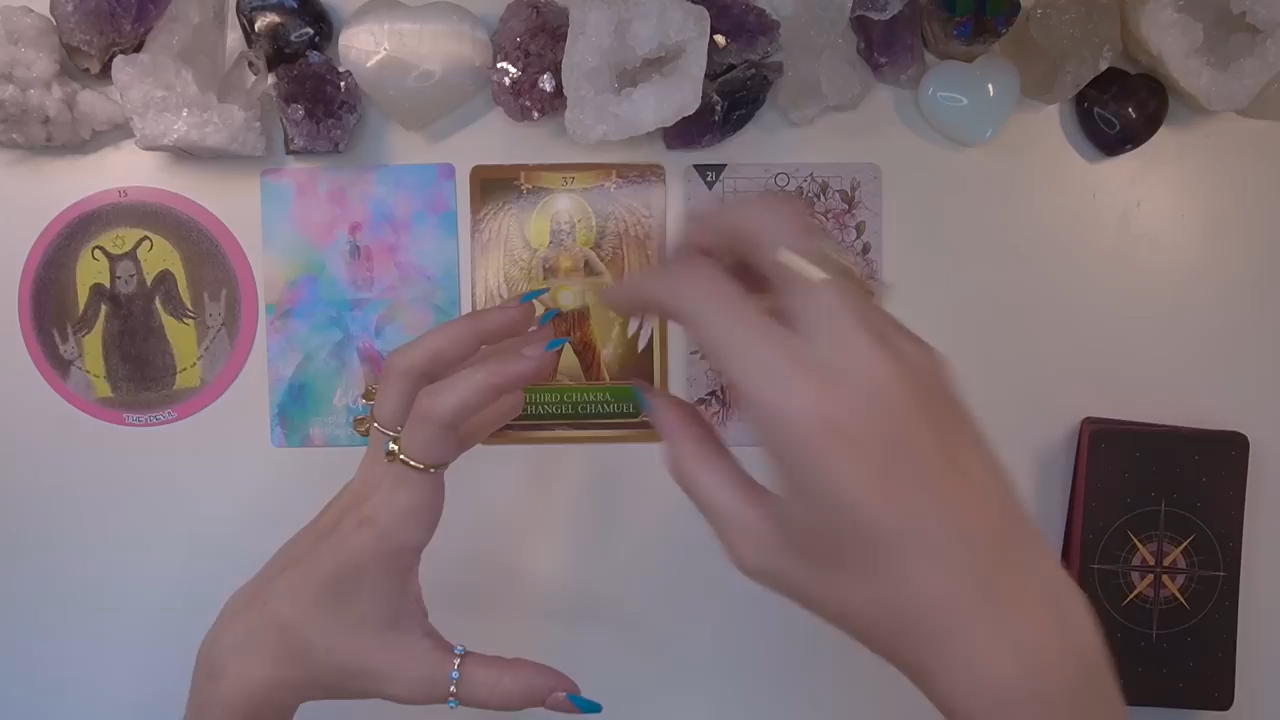 15
THE DEVIL
37
THIRD CHAKRA,
CHANGEL CHAMUEL
21